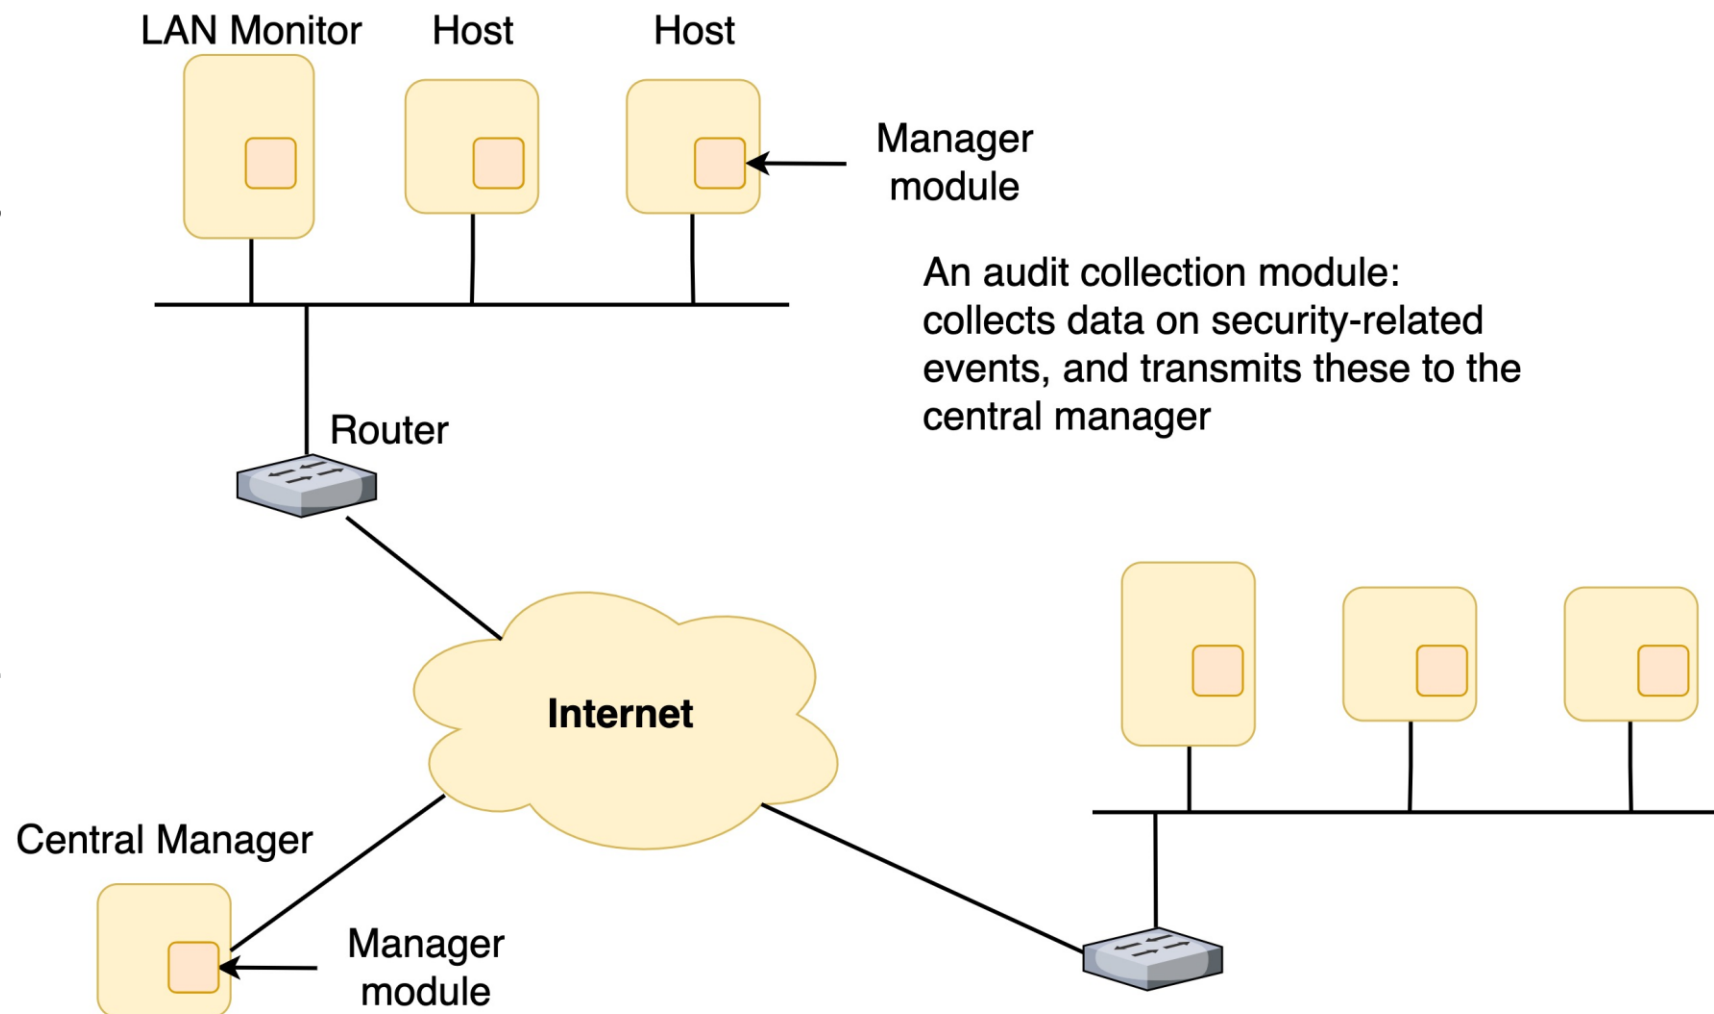 LAN Monitor
Host
Host
Manager
module
An audit collection module:
collects data on security-related
events, and transmits these to the
central manager
Router
Internet
Central Manager
Manager
module